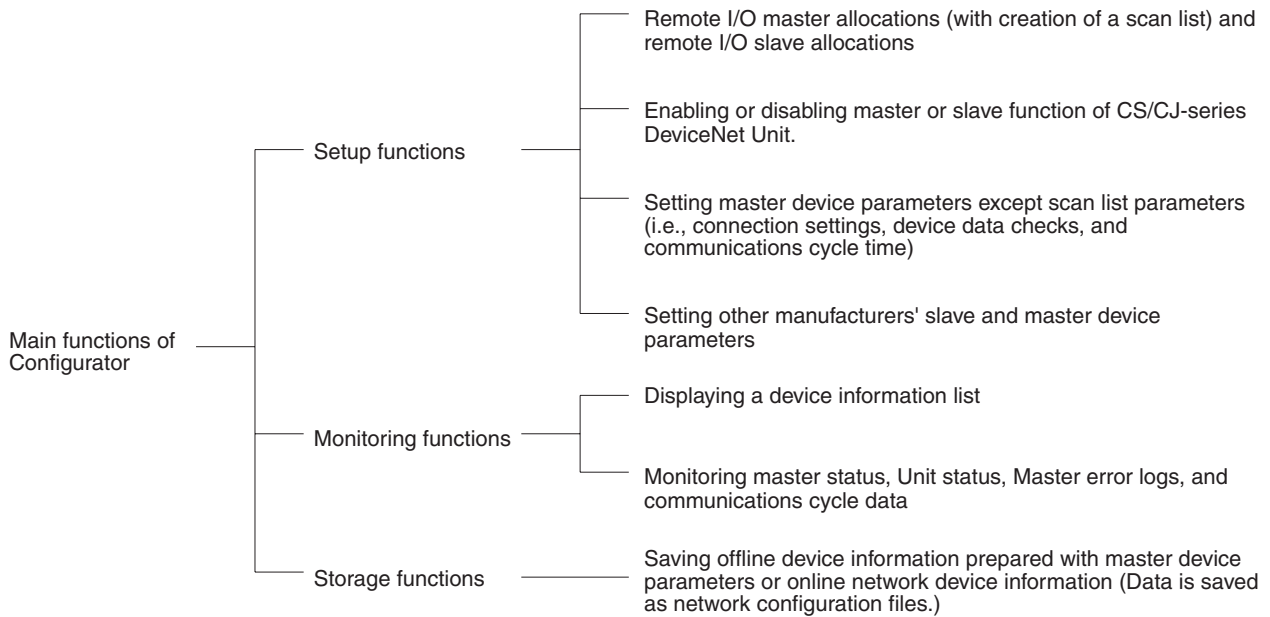 Main functions of
Configurator
Setup functions
Remote I/O master allocations (with creation of a scan list) and
remote I/O slave allocations
Enabling or disabling master or slave function of CS/CJ-series
DeviceNet Unit.
Setting master device parameters except scan list parameters
(i.e., connection settings, device data checks, and
communications cycle time)
Setting other manufacturers' slave and master device
parameters
Monitoring functions
Displaying a device information list
Monitoring master status, Unit status, Master error logs, and
communications cycle data
Storage functions
Saving offline device information prepared with master device
parameters or online network device information (Data is saved
as network configuration files.)